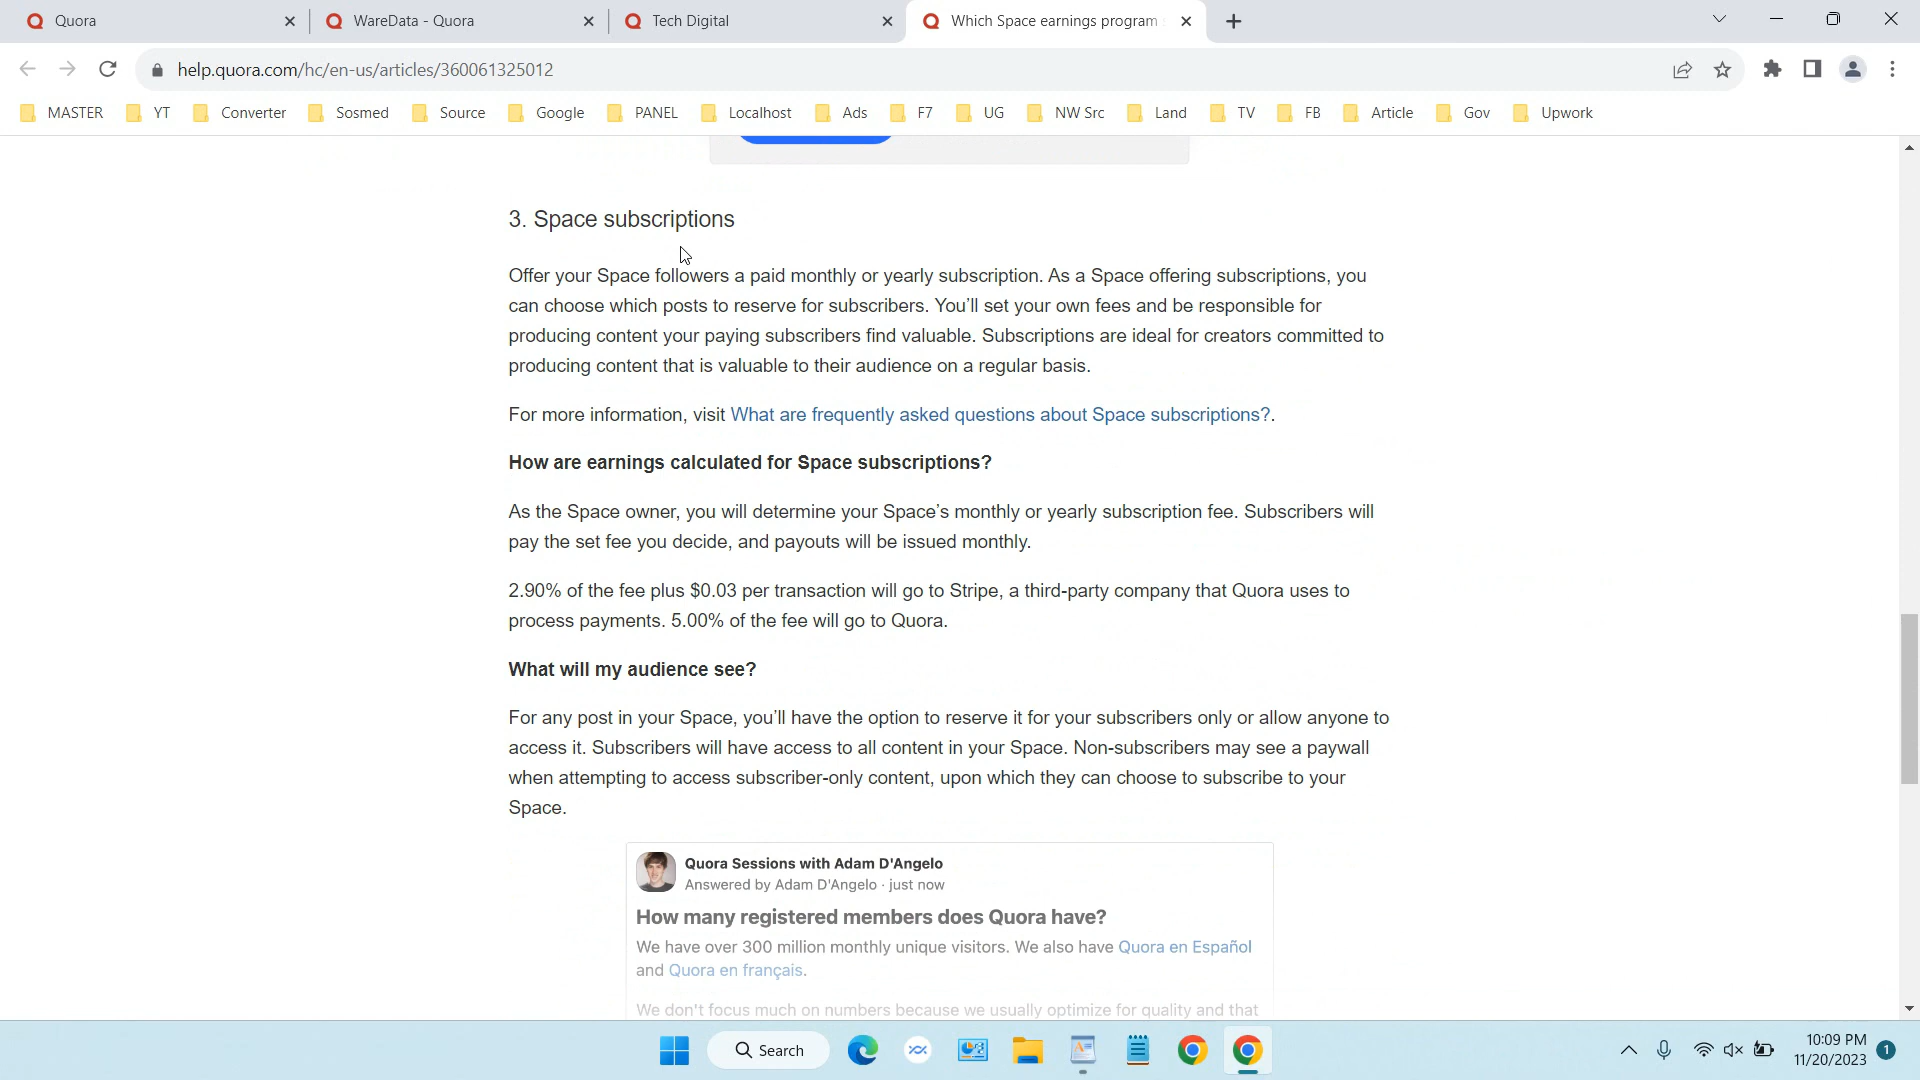 Quora
WareData - Quora
Tech Digital
Which Space earnings program
help.quora.com/hc/en-us/articles/360061325012
MASTER YT Converter Sosmed Source Google PANEL Localhost Ads F7 UG NW Src Land TV FB Article Gov Upwork
3. Space subscriptions
Offer your Space followers a paid monthly or yearly subscription. As a Space offering subscriptions, you
can choose which posts to reserve for subscribers. You'll set your own fees and be responsible for
producing content your paying subscribers find valuable. Subscriptions are ideal for creators committed to
producing content that is valuable to their audience on a regular basis.
For more information, visit What are frequently asked questions about Space subscriptions?.
How are earnings calculated for Space subscriptions?
As the Space owner, you will determine your Space's monthly or yearly subscription fee. Subscribers will
pay the set fee you decide, and payouts will be issued monthly.
2.90% of the fee plus $0.03 per transaction will go to Stripe, a third-party company that Quora uses to
process payments. 5.00% of the fee will go to Quora.
What will my audience see?
For any post in your Space, you'll have the option to reserve it for your subscribers only or allow anyone to
access it. Subscribers will have access to all content in your Space. Non-subscribers may see a paywall
when attempting to access subscriber-only content, upon which they can choose to subscribe to your
Space.
Quora Sessions with Adam D'Angelo
Answered by Adam D'Angelo · just now
How many registered members does Quora have?
We have over 300 million monthly unique visitors. We also have Quora en Español
and Quora en français.
We don't focus much on numbers because we usually optimize for quality and that
Search
10:09 PM
11/20/2023
1